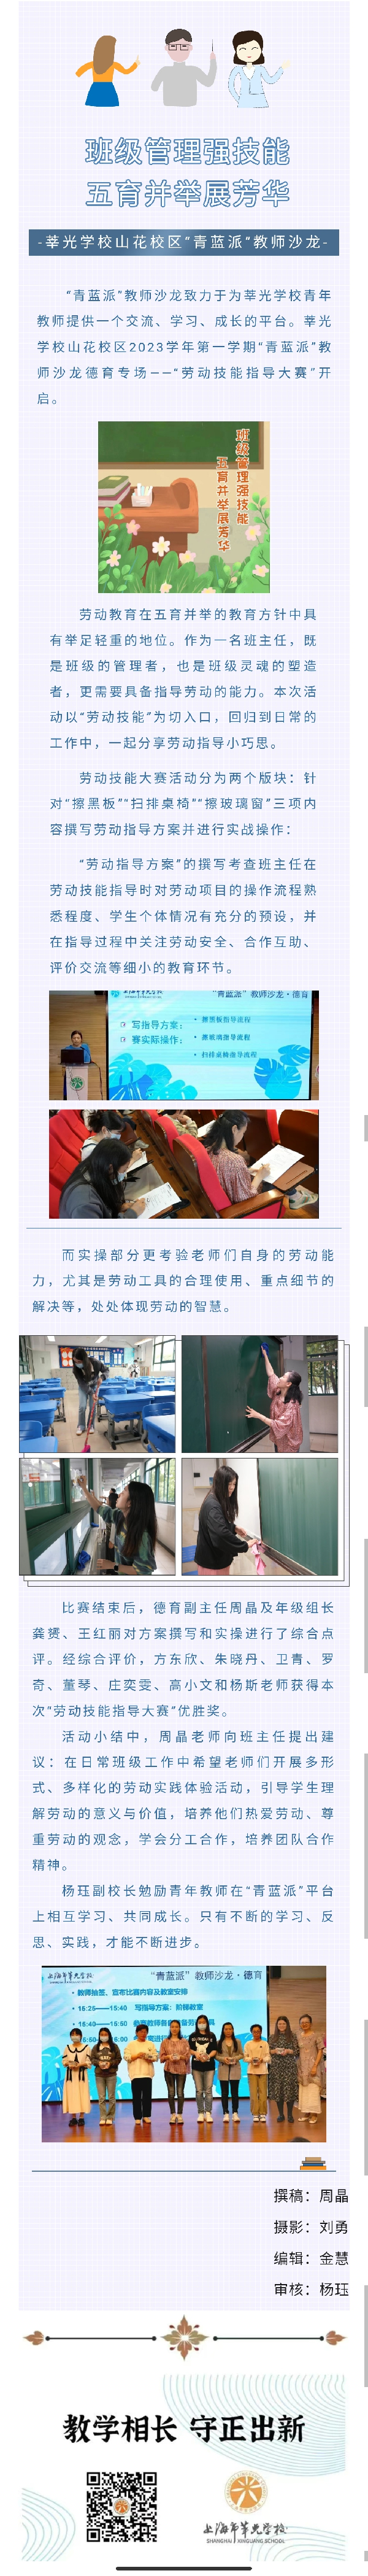 班级管理强技能
五育并举展芳华
-莘光学校山花校区“青蓝派”教师沙龙-
“青蓝派”教师沙龙致力于为莘光学校青年
教师提供一个交流、学习、成长的平台。莘光
学校山花校区2023学年第一学期“青蓝派”教
师沙龙德育专场——“劳动技能指导大赛”开
启。
班级管理强技能
五育并举展芳华
劳动教育在五育并举的教育方针中具
有举足轻重的地位。作为一名班主任，既
是班级的管理者，也是班级灵魂的塑造
者，更需要具备指导劳动的能力。本次活
动以“劳动技能”为切入口，回归到日常的
工作中，一起分享劳动指导小巧思。
劳动技能大赛活动分为两个版块：针
对“擦黑板”“扫排桌椅”“擦玻璃窗”三项内
容撰写劳动指导方案并进行实战操作：
“劳动指导方案”的撰写考查班主任在
劳动技能指导时对劳动项目的操作流程熟
悉程度、学生个体情况有充分的预设，并
在指导过程中关注劳动安全、合作互助、
评价交流等细小的教育环节。
“青蓝派”教师沙龙·德育
写指导方案：
赛实际操作：
擦黑板指导流程
擦玻璃指导流程
扫排桌椅指导流程
而实操部分更考验老师们自身的劳动能
力，尤其是劳动工具的合理使用、重点细节的
解决等，处处体现劳动的智慧。
比赛结束后，德育副主任周晶及年级组长
龚赟、王红丽对方案撰写和实操进行了综合点
评。经综合评价，方东欣、朱晓丹、卫青、罗
奇、董琴、庄奕雯、高小文和杨斯老师获得本
次“劳动技能指导大赛”优胜奖。
活动小结中，周晶老师向班主任提出建
议：在日常班级工作中希望老师们开展多形
式、多样化的劳动实践体验活动，引导学生理
解劳动的意义与价值，培养他们热爱劳动、尊
重劳动的观念，学会分工合作，培养团队合作
精神。
杨珏副校长勉励青年教师在“青蓝派”平台
上相互学习、共同成长。只有不断的学习、反
思、实践，才能不断进步。
“青蓝派”教师沙龙·德育
教师抽签、宣布比赛内容及教室安排
15:25——15:40 写指导方案：阶梯教室
撰稿：周晶
摄影：刘勇
编辑：金慧
审核：杨珏
教学相长 守正出新
上海市莘光学校
SHANGHAI XINGUANG SCHOOL